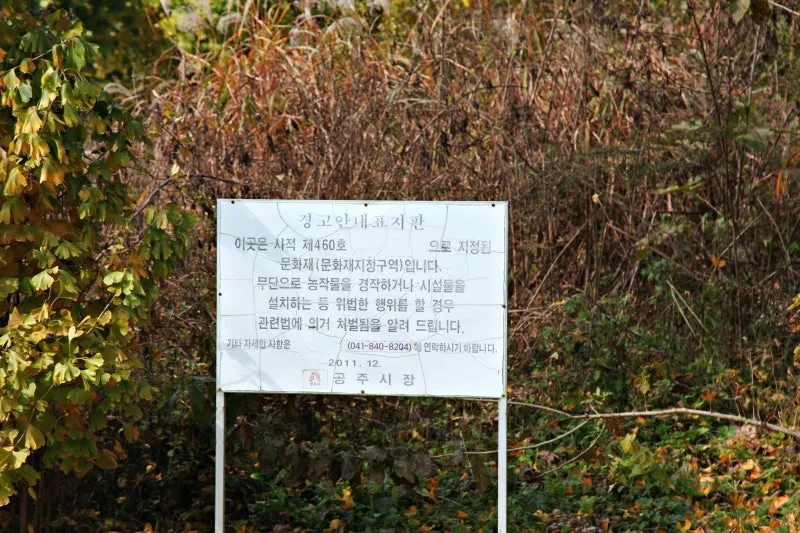 경고안내표지판
이곳은 사적 제460호 으로 지정됨
문화재(문화재지정구역)입니다.
무단으로 농작물을 경작하거나 시설물을
설치하는 등 위법한 행위를 할 경우
관련법에 의거 처벌됨을 알려 드립니다.
기타 자세한 사항은 (041-840-8204)에 연락하시기 바랍니다.
2011. 12.
공주시장